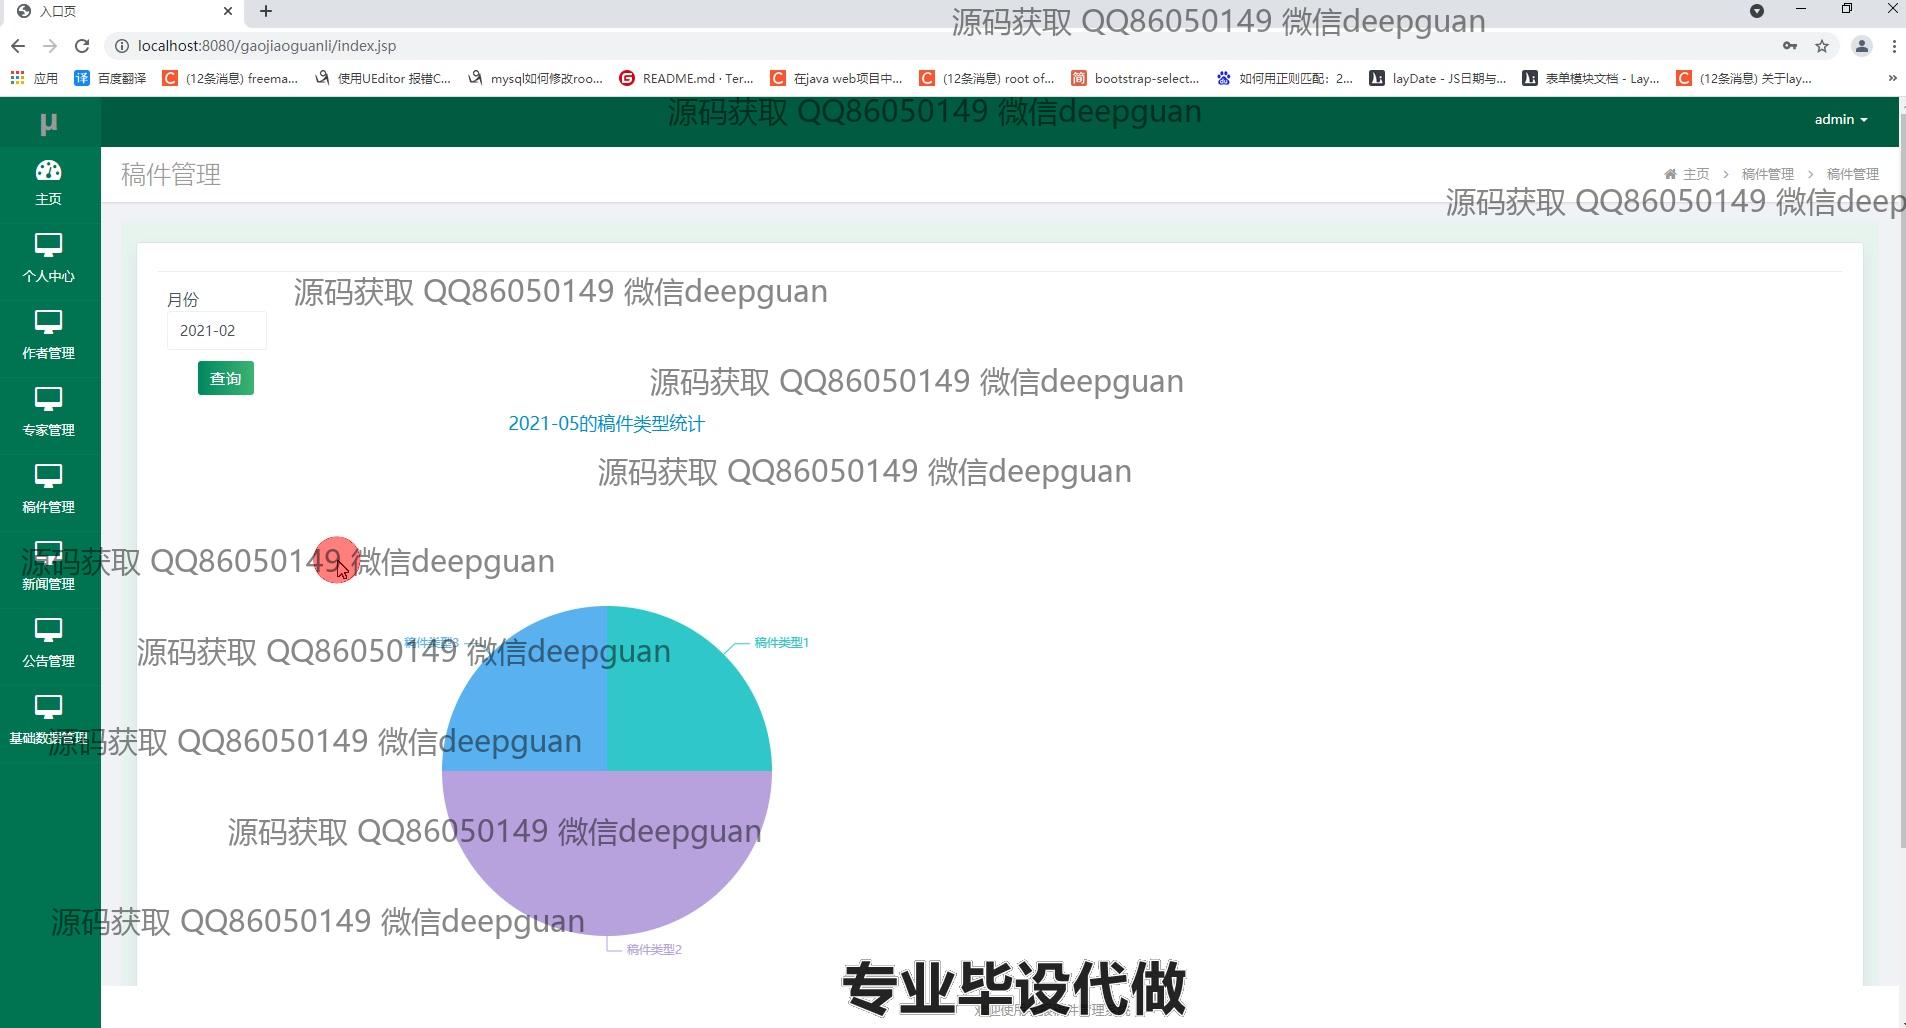 入口页
源码获取 QQ86050149 微信deepguan
localhost:8080/gaojiaoguanli/index.jsp
应用 百度翻译 (12条消息) freema... 使用UEditor 报错C... mysql如何修改roo... README.md · Ter... 在java web项目中... (12条消息) root of... bootstrap-select... 如何用正则匹配：2... layDate - JS日期与... 表单模块文档 - Lay... (12条消息) 关于lay...
源码获取 QQ86050149 微信deepguan
μ
admin
主页
稿件管理
主页 > 稿件管理 > 稿件管理
源码获取 QQ86050149 微信deep
个人中心
源码获取 QQ86050149 微信deepguan
月份
2021-02
作者管理
查询
源码获取 QQ86050149 微信deepguan
2021-05的稿件类型统计
专家管理
源码获取 QQ86050149 微信deepguan
稿件管理
源码获取 QQ86050149 微信deepguan
新闻管理
稿件类型3
稿件类型1
源码获取 QQ86050149 微信deepguan
公告管理
基础数据管理
源码获取 QQ86050149 微信deepguan
源码获取 QQ86050149 微信deepguan
源码获取 QQ86050149 微信deepguan
稿件类型2
专业毕设代做